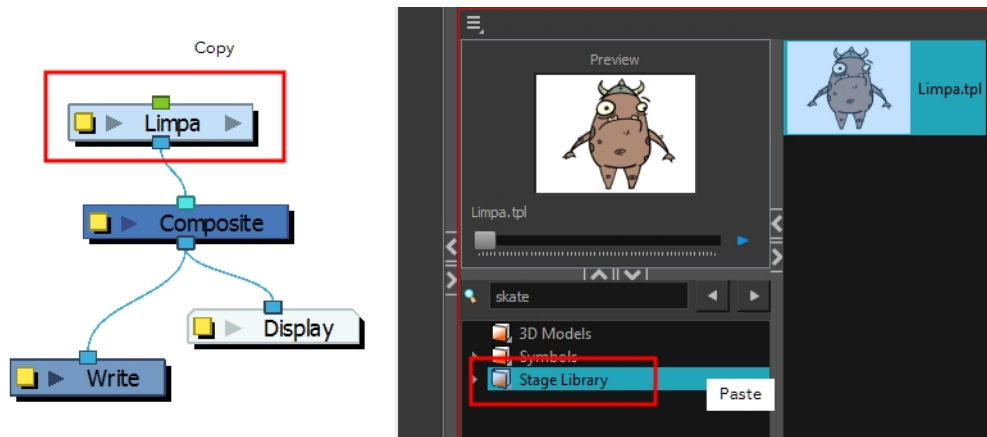 Copy
Limpa
Composite
Display
Write
Preview
Limpa.tpl
Limpa.tpl
skate
3D Models
Symbols
Stage Library
Paste